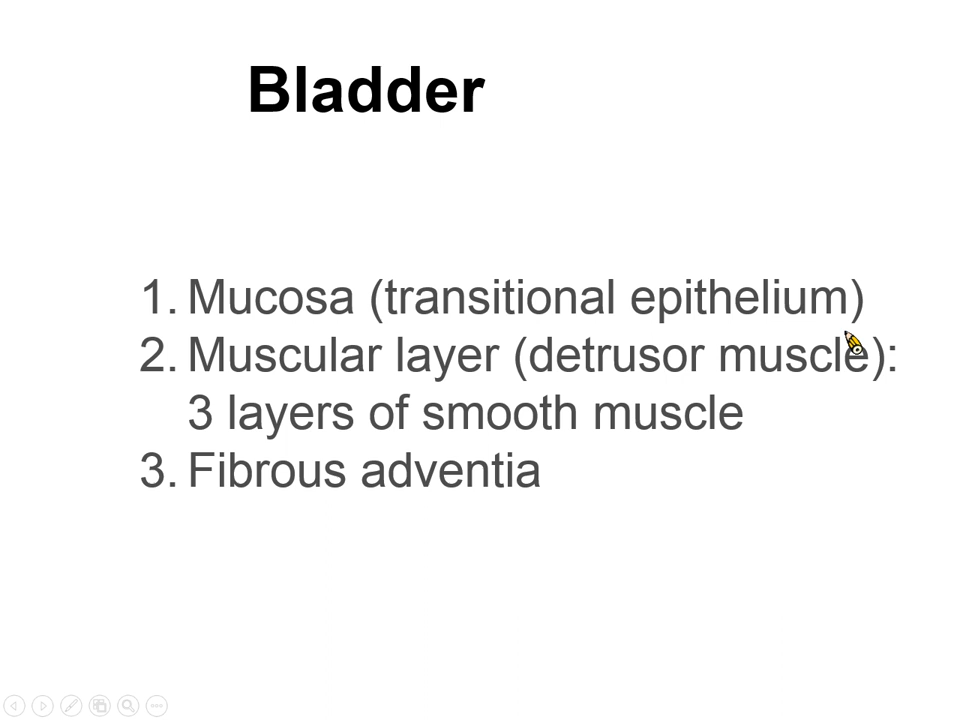 Bladder
1. Mucosa (transitional epithelium)
2. Muscular layer (detrusor muscle):
3 layers of smooth muscle
3. Fibrous adventia